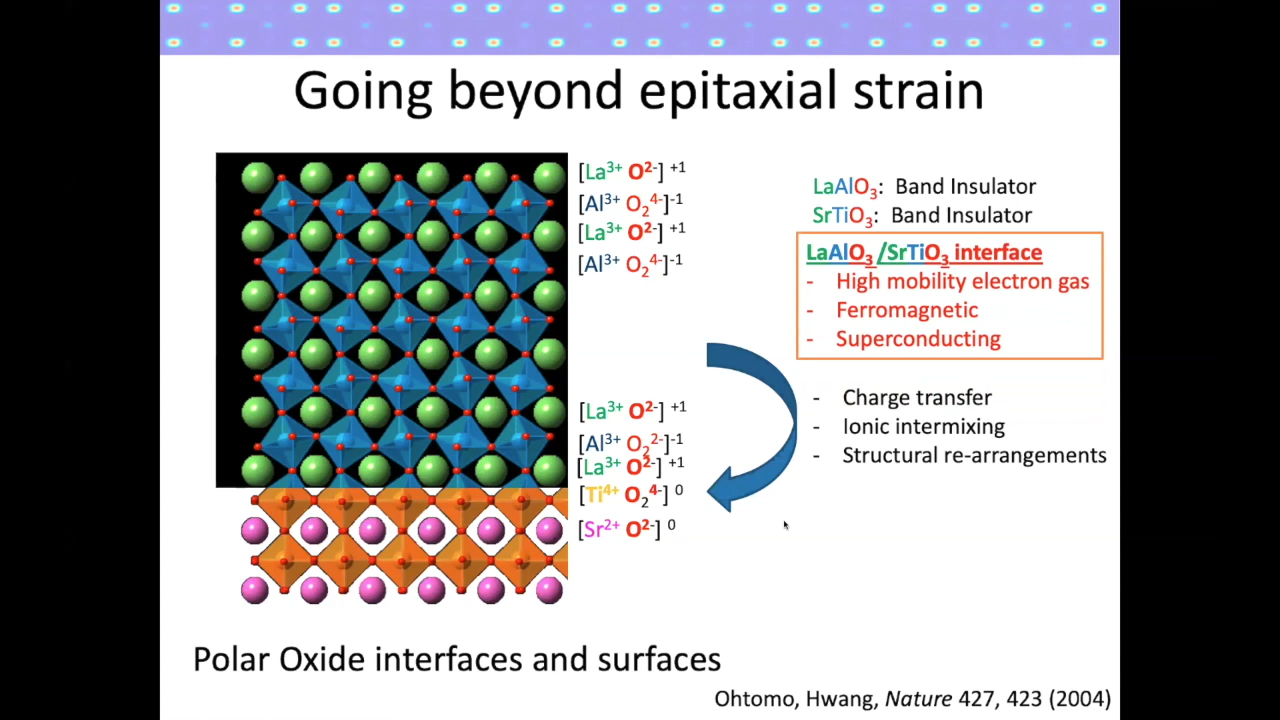 Going beyond epitaxial strain
[La³⁺ O²⁻] ⁺¹
[Al³⁺ O₂⁴⁻]⁻¹
[La³⁺ O²⁻] ⁺¹
[Al³⁺ O₂⁴⁻]⁻¹
[La³⁺ O²⁻] ⁺¹
[Al³⁺ O₂²⁻]⁻¹
[La³⁺ O²⁻] ⁺¹
[Ti⁴⁺ O₂⁴⁻] ⁰
[Sr²⁺ O²⁻] ⁰
LaAlO₃: Band Insulator
SrTiO₃: Band Insulator
LaAlO₃ /SrTiO₃ interface
- High mobility electron gas
- Ferromagnetic
- Superconducting
- Charge transfer
- Ionic intermixing
- Structural re-arrangements
Polar Oxide interfaces and surfaces
Ohtomo, Hwang, Nature 427, 423 (2004)